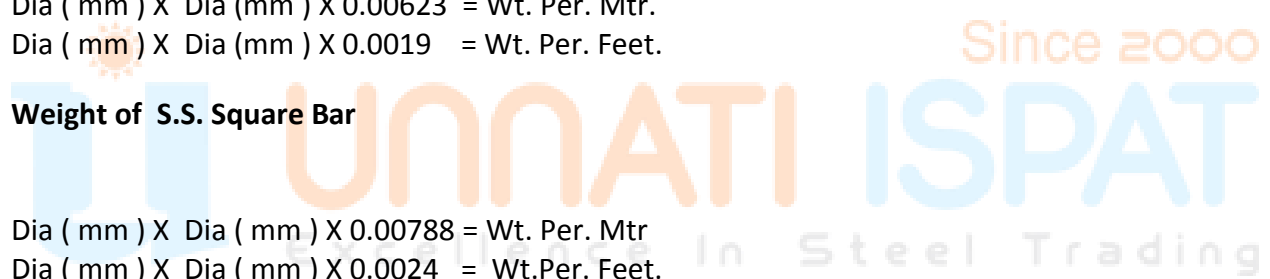 Dia ( mm ) X Dia (mm ) X 0.00623 = Wt. Per. Mtr.
Dia ( mm ) X Dia (mm ) X 0.0019 = Wt. Per. Feet.
Since 2000
Weight of S.S. Square Bar
UNNATI ISPAT
Dia ( mm ) X Dia ( mm ) X 0.00788 = Wt. Per. Mtr
Excellence In Steel Trading
Dia ( mm ) X Dia ( mm ) X 0.0024 = Wt.Per. Feet.